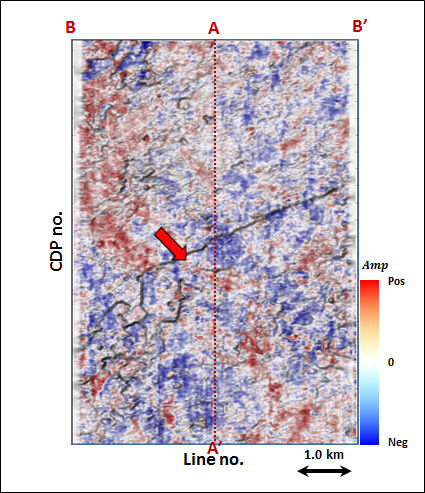 B A B’
CDP no.
Amp
Pos
0
Neg
A’
Line no.
1.0 km